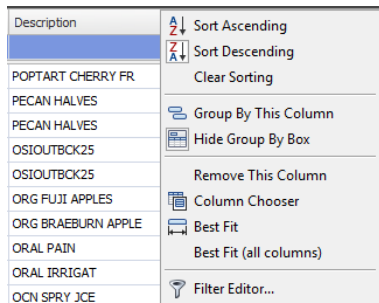 Description
POPTART CHERRY FR
PECAN HALVES
PECAN HALVES
OSIOUTBCK25
OSIOUTBCK25
ORG FUJI APPLES
ORG BRAEBURN APPLE
ORAL PAIN
ORAL IRRIGAT
OCN SPRY JCE
Sort Ascending
Sort Descending
Clear Sorting
Group By This Column
Hide Group By Box
Remove This Column
Column Chooser
Best Fit
Best Fit (all columns)
Filter Editor...